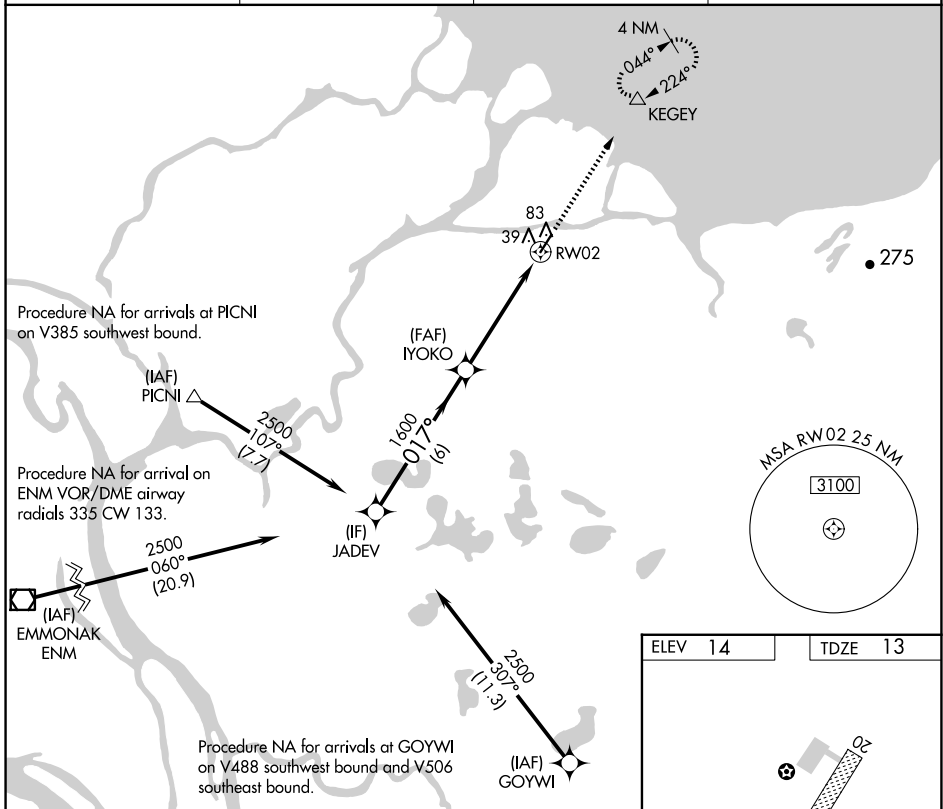 4 NM
044°
224°
KEGEY
83
39
RW02
275
Procedure NA for arrivals at PICNI
on V385 southwest bound.
(FAF)
IYOKO
(IAF)
PICNI
2500
107°
(7.7)
1600
017°
(6)
MSA RW02 25 NM
3100
Procedure NA for arrival on
ENM VOR/DME airway
radials 335 CW 133.
(IF)
JADEV
2500
060°
(20.9)
(IAF)
EMMONAK
ENM
2500
307°
(11.3)
ELEV 14
TDZE 13
Procedure NA for arrivals at GOYWI
on V488 southwest bound and V506
southeast bound.
(IAF)
GOYWI
20